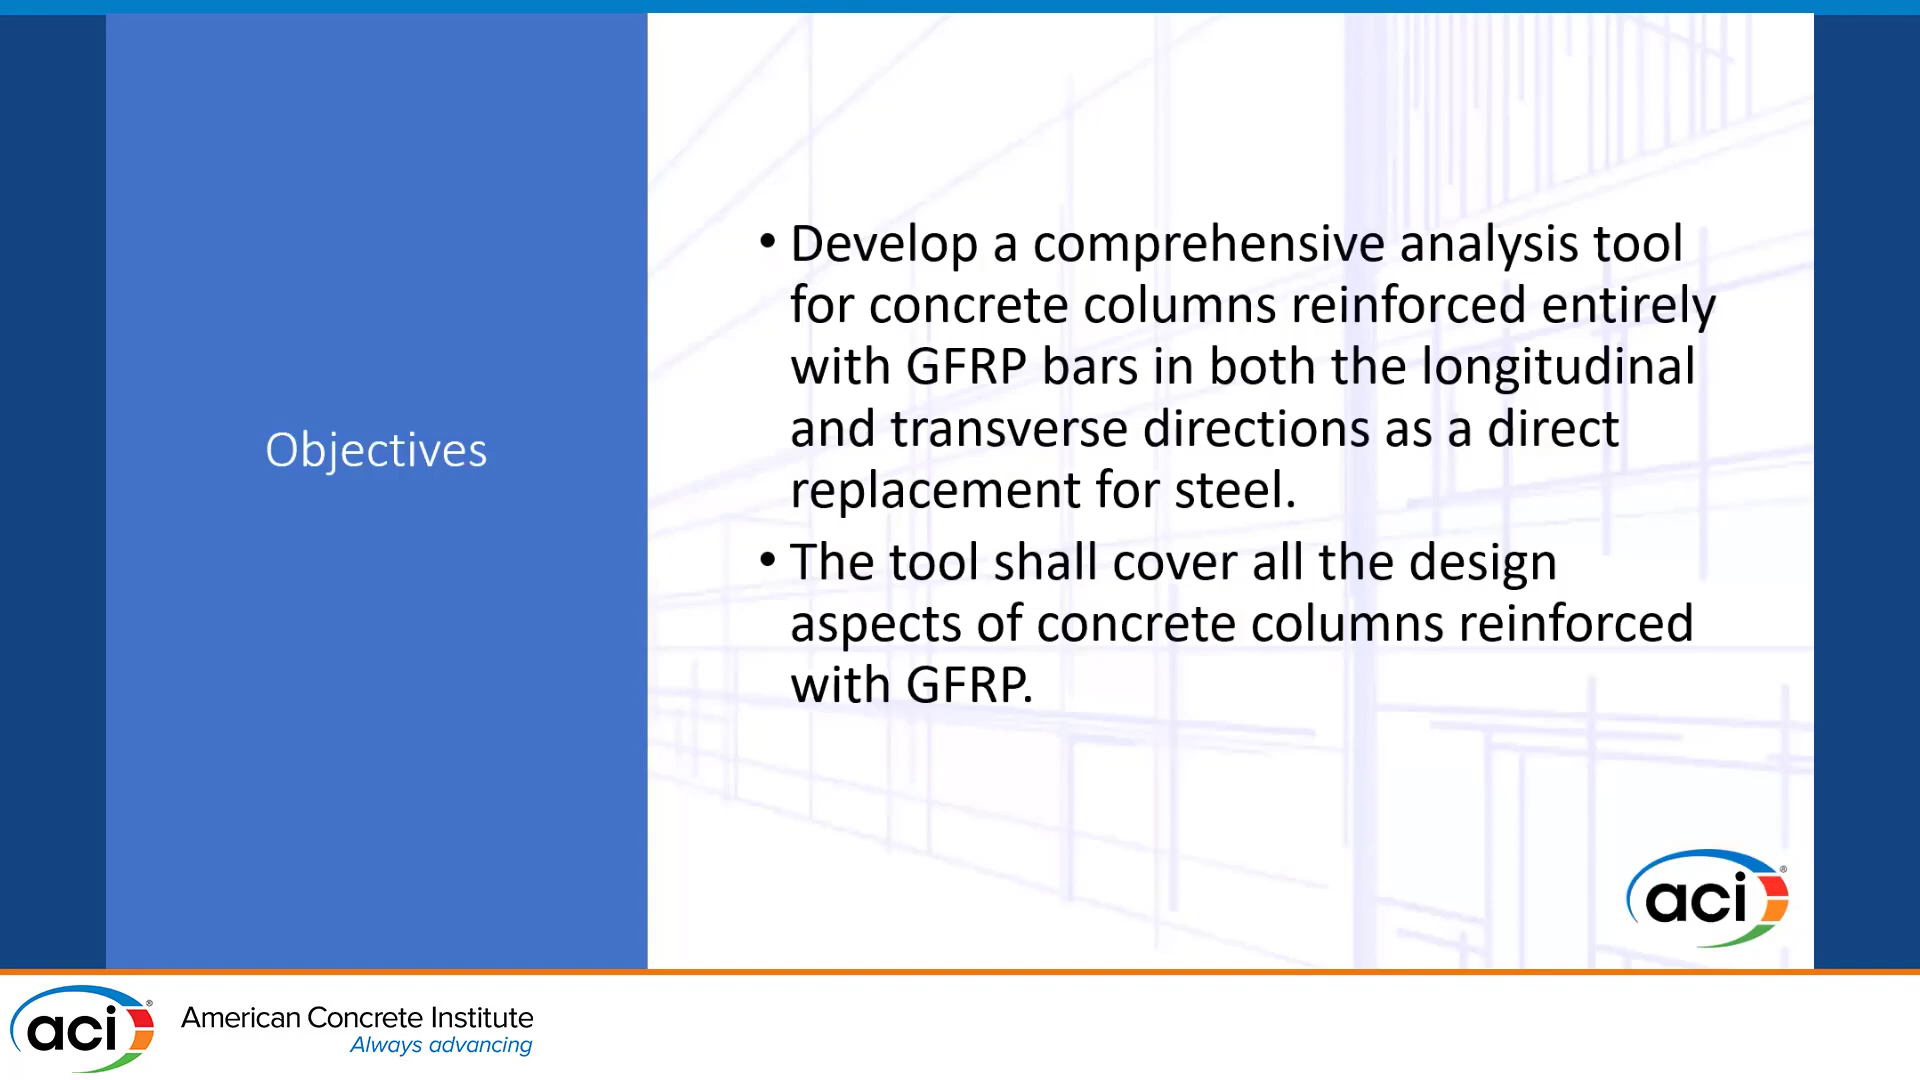 Objectives
• Develop a comprehensive analysis tool
for concrete columns reinforced entirely
with GFRP bars in both the longitudinal
and transverse directions as a direct
replacement for steel.
• The tool shall cover all the design
aspects of concrete columns reinforced
with GFRP.
aci®
aci®
American Concrete Institute
Always advancing